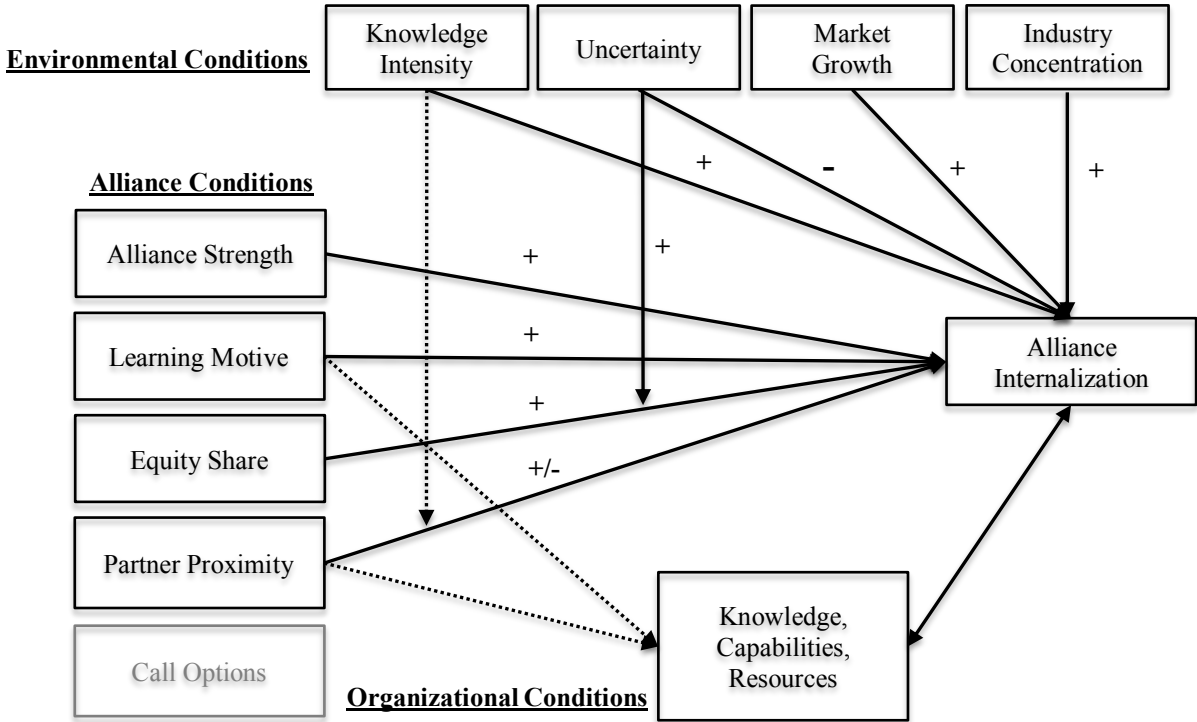 Environmental Conditions
Knowledge
Intensity
Uncertainty
Market
Growth
Industry
Concentration
+
-
+
+
+
Alliance Conditions
Alliance Strength
+
Learning Motive
+
Equity Share
+
Partner Proximity
+/-
Call Options
Alliance
Internalization
Knowledge,
Capabilities,
Resources
Organizational Conditions